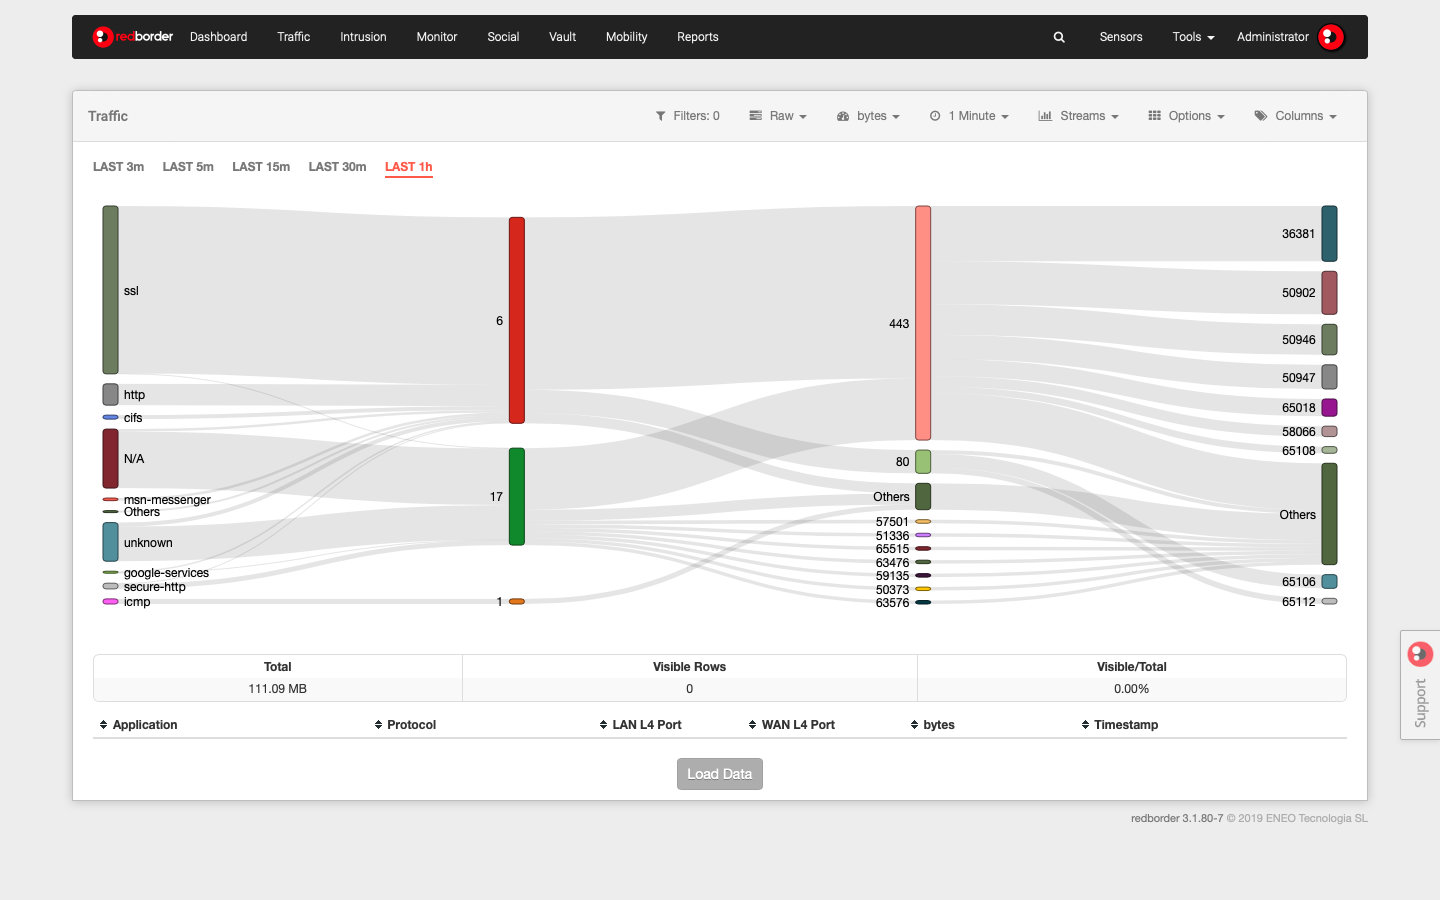 redborder Dashboard Traffic Intrusion Monitor Social Vault Mobility Reports Sensors Tools Administrator
Traffic Filters: 0 Raw bytes 1 Minute Streams Options Columns
LAST 3m LAST 5m LAST 15m LAST 30m LAST 1h
ssl
http
cifs
N/A
msn-messenger
Others
unknown
google-services
secure-http
icmp
6
17
1
443
80
Others
57501
51336
65515
63476
59135
50373
63576
36381
50902
50946
50947
65018
58066
65108
Others
65106
65112
Total Visible Rows Visible/Total
111.09 MB 0 0.00%
Application Protocol LAN L4 Port WAN L4 Port bytes Timestamp
Load Data
Support
redborder 3.1.80-7 © 2019 ENEO Tecnología SL